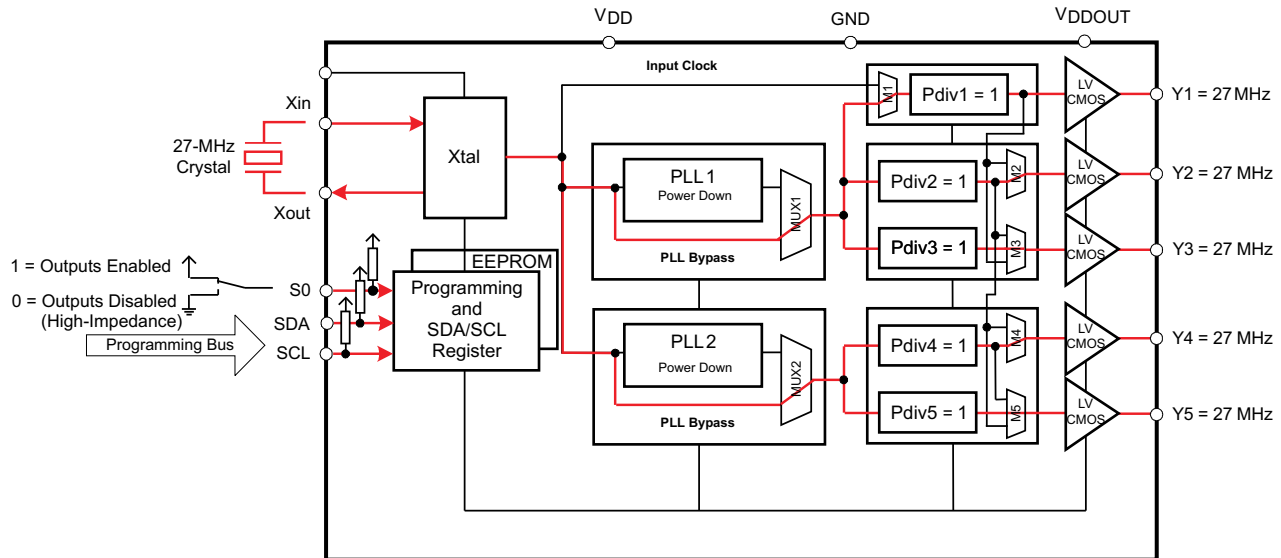 VDD
GND
VDDOUT
Input Clock
Xin
27-MHz
Crystal
Xout
Xtal
M1
Pdiv1 = 1
LV
CMOS
Y1 = 27 MHz
PLL1
Power Down
MUX1
PLL Bypass
Pdiv2 = 1
M2
LV
CMOS
Y2 = 27 MHz
Pdiv3 = 1
M3
LV
CMOS
Y3 = 27 MHz
1 = Outputs Enabled
0 = Outputs Disabled
(High-Impedance)
Programming Bus
S0
SDA
SCL
EEPROM
Programming
and
SDA/SCL
Register
PLL2
Power Down
MUX2
PLL Bypass
Pdiv4 = 1
M4
LV
CMOS
Y4 = 27 MHz
Pdiv5 = 1
M5
LV
CMOS
Y5 = 27 MHz